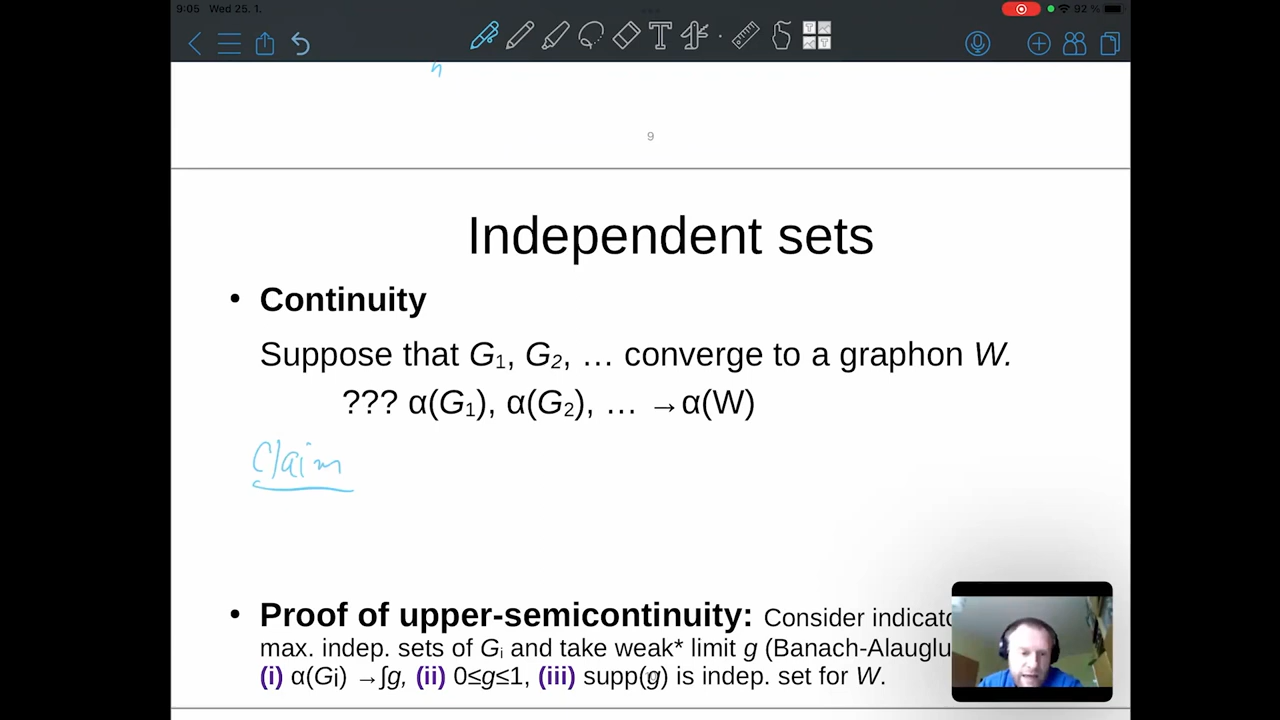 9:05 Wed 25. 1.
92 %
9
Independent sets
• Continuity
Suppose that G₁, G₂, … converge to a graphon W.
??? α(G₁), α(G₂), … →α(W)
Claim
• Proof of upper-semicontinuity: Consider indicato
max. indep. sets of Gᵢ and take weak* limit g (Banach-Alauglu
(i) α(Gi) →∫g, (ii) 0≤g≤1, (iii) supp(g) is indep. set for W.